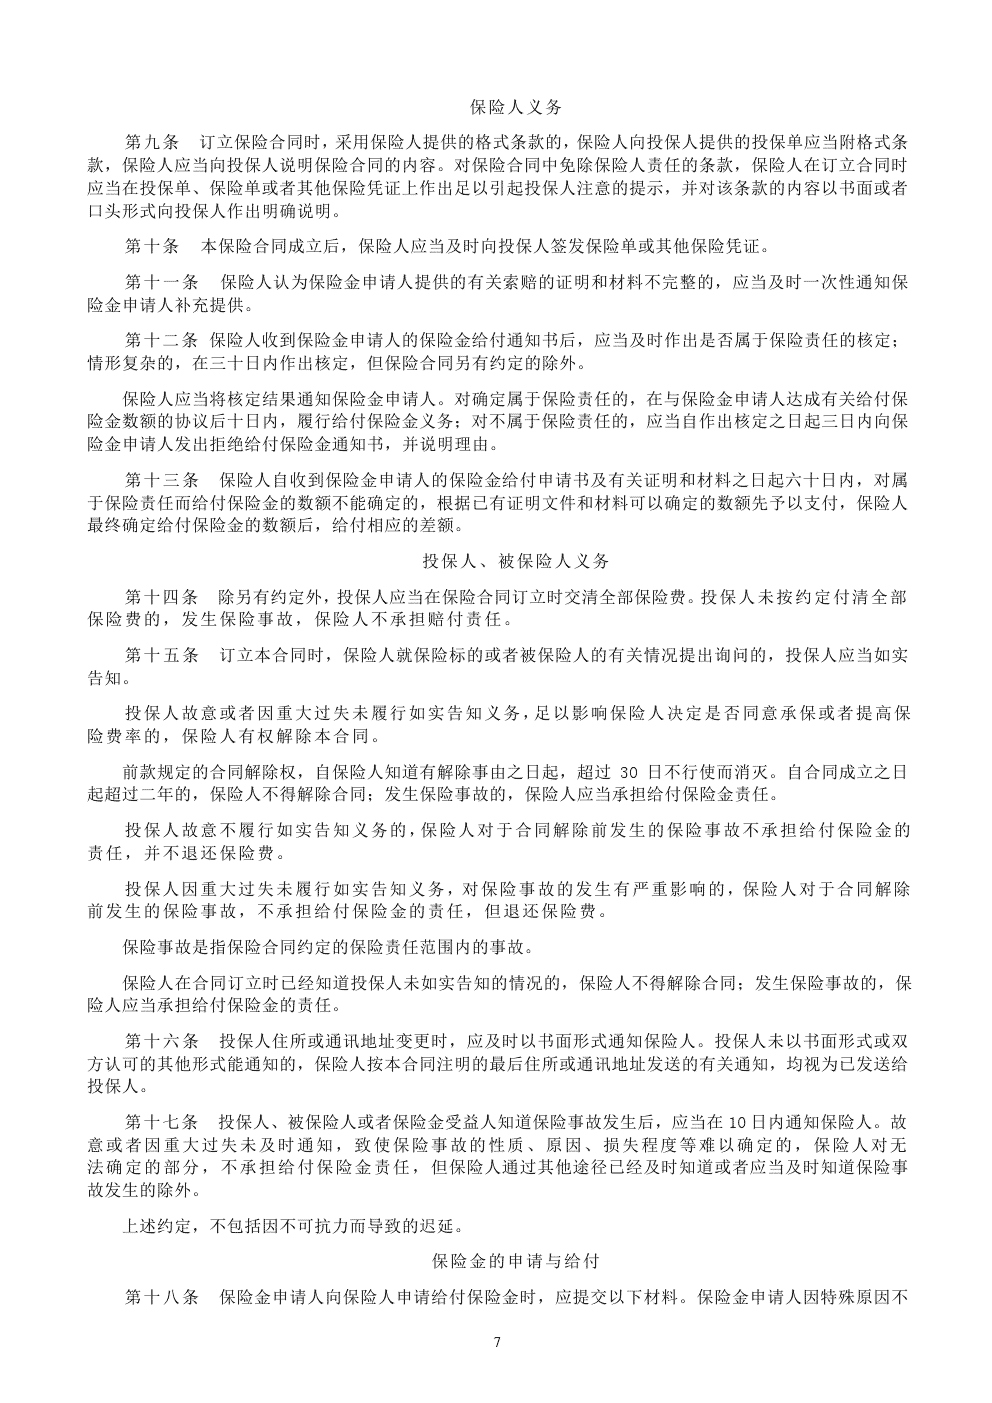 保险人义务
第九条 订立保险合同时，采用保险人提供的格式条款的，保险人向投保人提供的投保单应当附格式条
款，保险人应当向投保人说明保险合同的内容。对保险合同中免除保险人责任的条款，保险人在订立合同时
应当在投保单、保险单或者其他保险凭证上作出足以引起投保人注意的提示，并对该条款的内容以书面或者
口头形式向投保人作出明确说明。
第十条 本保险合同成立后，保险人应当及时向投保人签发保险单或其他保险凭证。
第十一条 保险人认为保险金申请人提供的有关索赔的证明和材料不完整的，应当及时一次性通知保
险金申请人补充提供。
第十二条 保险人收到保险金申请人的保险金给付通知书后，应当及时作出是否属于保险责任的核定；
情形复杂的，在三十日内作出核定，但保险合同另有约定的除外。
保险人应当将核定结果通知保险金申请人。对确定属于保险责任的，在与保险金申请人达成有关给付保
险金数额的协议后十日内，履行给付保险金义务；对不属于保险责任的，应当自作出核定之日起三日内向保
险金申请人发出拒绝给付保险金通知书，并说明理由。
第十三条 保险人自收到保险金申请人的保险金给付申请书及有关证明和材料之日起六十日内，对属
于保险责任而给付保险金的数额不能确定的，根据已有证明文件和材料可以确定的数额先予以支付，保险人
最终确定给付保险金的数额后，给付相应的差额。
投保人、被保险人义务
第十四条 除另有约定外，投保人应当在保险合同订立时交清全部保险费。投保人未按约定付清全部
保险费的，发生保险事故，保险人不承担赔付责任。
第十五条 订立本合同时，保险人就保险标的或者被保险人的有关情况提出询问的，投保人应当如实
告知。
投保人故意或者因重大过失未履行如实告知义务，足以影响保险人决定是否同意承保或者提高保
险费率的，保险人有权解除本合同。
前款规定的合同解除权，自保险人知道有解除事由之日起，超过 30 日不行使而消灭。自合同成立之日
起超过二年的，保险人不得解除合同；发生保险事故的，保险人应当承担给付保险金责任。
投保人故意不履行如实告知义务的，保险人对于合同解除前发生的保险事故不承担给付保险金的
责任，并不退还保险费。
投保人因重大过失未履行如实告知义务，对保险事故的发生有严重影响的，保险人对于合同解除
前发生的保险事故，不承担给付保险金的责任，但退还保险费。
保险事故是指保险合同约定的保险责任范围内的事故。
保险人在合同订立时已经知道投保人未如实告知的情况的，保险人不得解除合同；发生保险事故的，保
险人应当承担给付保险金的责任。
第十六条 投保人住所或通讯地址变更时，应及时以书面形式通知保险人。投保人未以书面形式或双
方认可的其他形式能通知的，保险人按本合同注明的最后住所或通讯地址发送的有关通知，均视为已发送给
投保人。
第十七条 投保人、被保险人或者保险金受益人知道保险事故发生后，应当在 10 日内通知保险人。故
意或者因重大过失未及时通知，致使保险事故的性质、原因、损失程度等难以确定的，保险人对无
法确定的部分，不承担给付保险金责任，但保险人通过其他途径已经及时知道或者应当及时知道保险事
故发生的除外。
上述约定，不包括因不可抗力而导致的迟延。
保险金的申请与给付
第十八条 保险金申请人向保险人申请给付保险金时，应提交以下材料。保险金申请人因特殊原因不
7